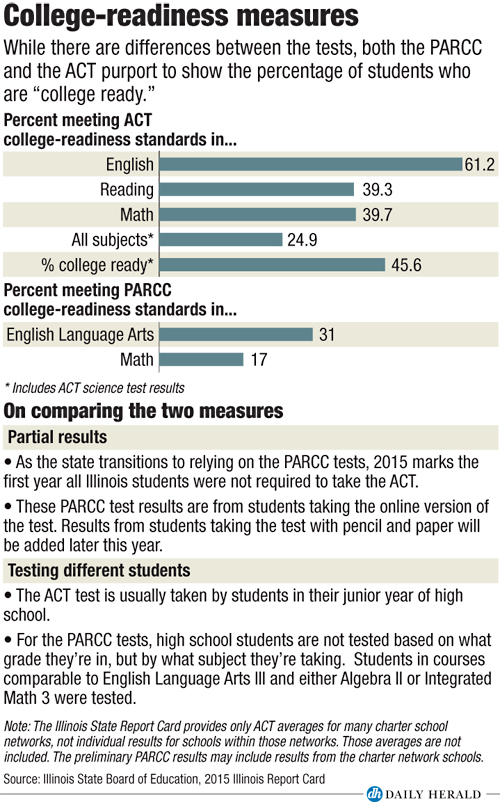 College-readiness measures
While there are differences between the tests, both the PARCC
and the ACT purport to show the percentage of students who
are “college ready.”
Percent meeting ACT
college-readiness standards in...
English 61.2
Reading 39.3
Math 39.7
All subjects* 24.9
% college ready* 45.6
Percent meeting PARCC
college-readiness standards in...
English Language Arts 31
Math 17
* Includes ACT science test results
On comparing the two measures
Partial results
• As the state transitions to relying on the PARCC tests, 2015 marks the
first year all Illinois students were not required to take the ACT.
• These PARCC test results are from students taking the online version of
the test. Results from students taking the test with pencil and paper will
be added later this year.
Testing different students
• The ACT test is usually taken by students in their junior year of high
school.
• For the PARCC tests, high school students are not tested based on what
grade they’re in, but by what subject they’re taking. Students in courses
comparable to English Language Arts III and either Algebra II or Integrated
Math 3 were tested.
Note: The Illinois State Report Card provides only ACT averages for many charter school
networks, not individual results for schools within those networks. Those averages are not
included. The preliminary PARCC results may include results from the charter network schools.
Source: Illinois State Board of Education, 2015 Illinois Report Card
dh DAILY HERALD